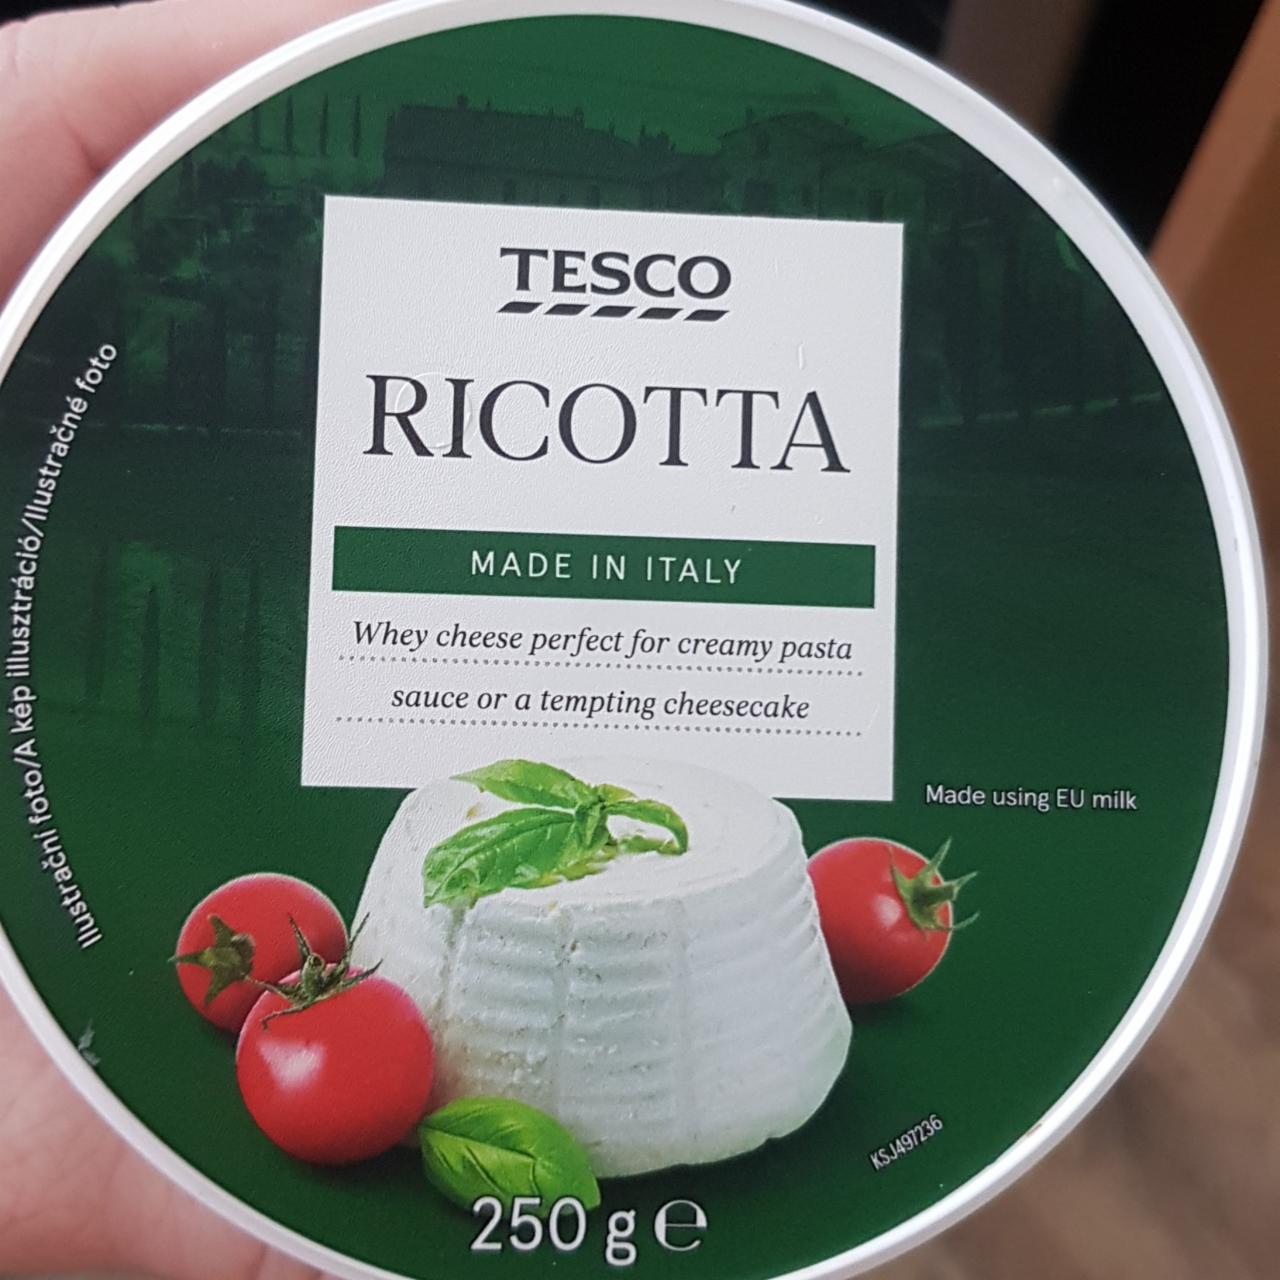 TESCO
RICOTTA
MADE IN ITALY
Whey cheese perfect for creamy pasta
sauce or a tempting cheesecake
Made using EU milk
Ilustrační foto/A kép illusztráció/Ilustračné foto
KSJ497236
250 g ℮